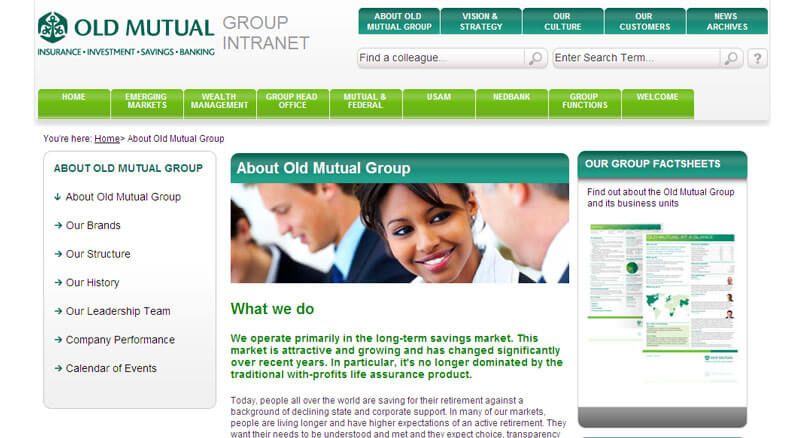 OLD MUTUAL
INSURANCE • INVESTMENT • SAVINGS • BANKING
GROUP
INTRANET
ABOUT OLD
MUTUAL GROUP
VISION &
STRATEGY
OUR
CULTURE
OUR
CUSTOMERS
NEWS
ARCHIVES
Find a colleague...
Enter Search Term...
?
HOME
EMERGING
MARKETS
WEALTH
MANAGEMENT
GROUP HEAD
OFFICE
MUTUAL &
FEDERAL
USAM
NEDBANK
GROUP
FUNCTIONS
WELCOME
You're here: Home> About Old Mutual Group
ABOUT OLD MUTUAL GROUP
About Old Mutual Group
Our Brands
Our Structure
Our History
Our Leadership Team
Company Performance
Calendar of Events
About Old Mutual Group
What we do
We operate primarily in the long-term savings market. This
market is attractive and growing and has changed significantly
over recent years. In particular, it's no longer dominated by the
traditional with-profits life assurance product.
Today, people all over the world are saving for their retirement against a
background of declining state and corporate support. In many of our markets,
people are living longer and have higher expectations of an active retirement. They
want their needs to be understood and met and they expect choice, transparency
OUR GROUP FACTSHEETS
Find out about the Old Mutual Group
and its business units
OLD MUTUAL AT A GLANCE